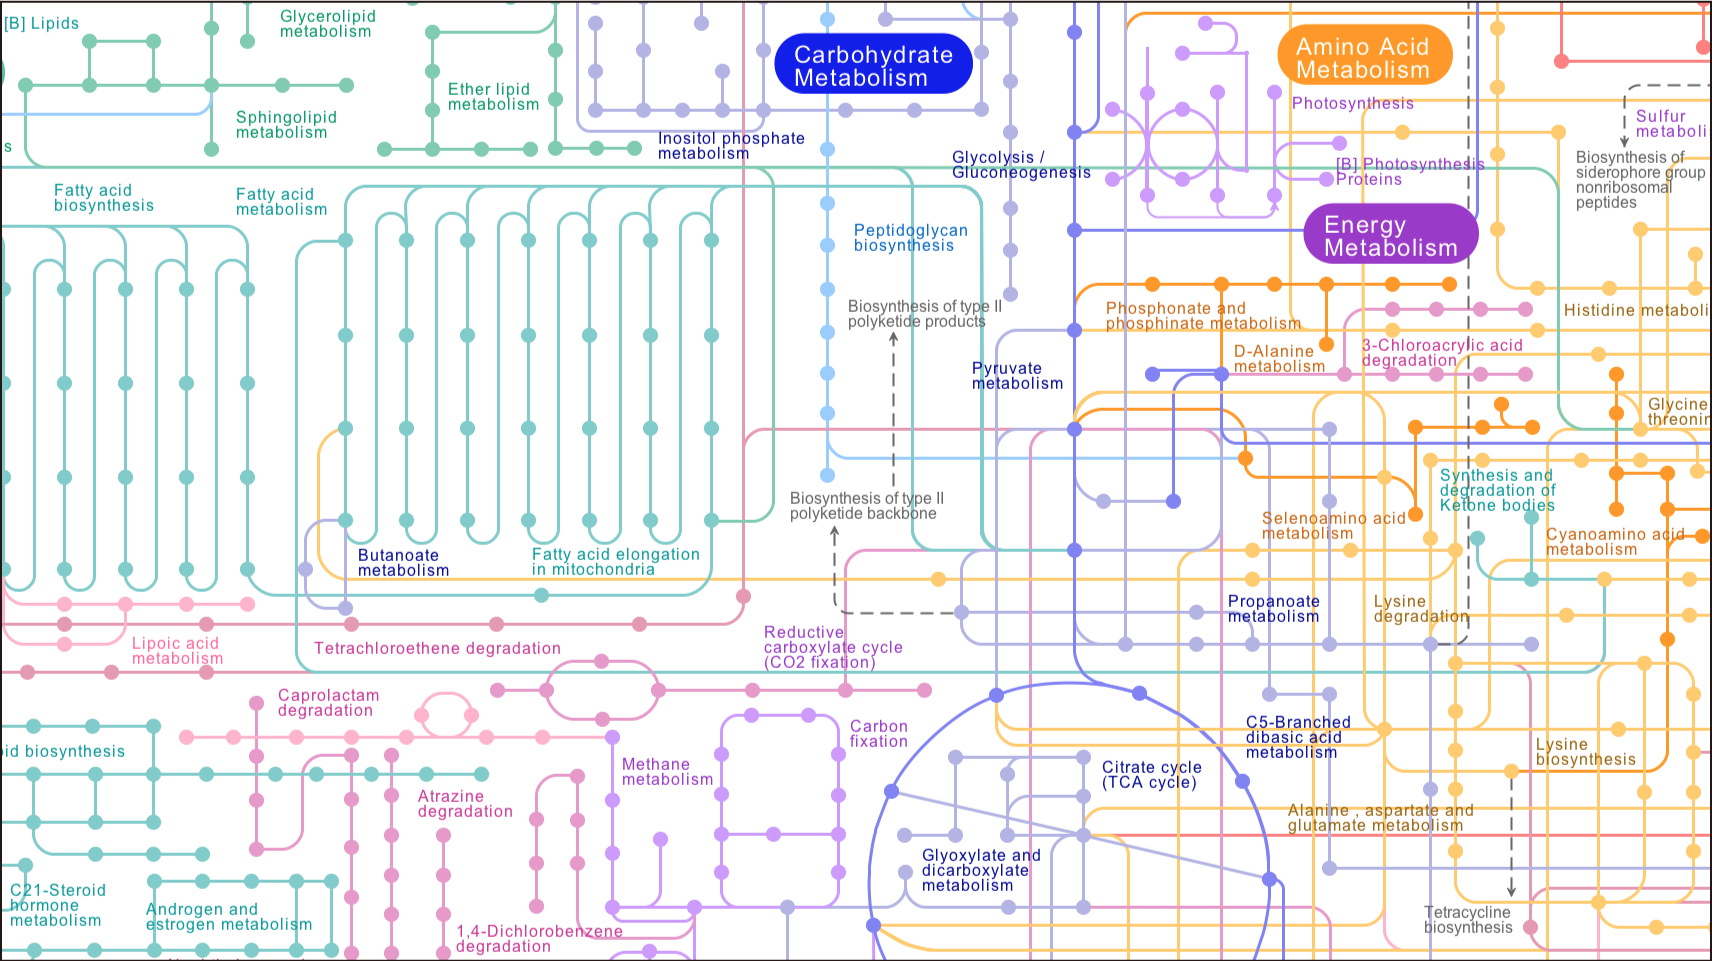 [B] Lipids
Glycerolipid
metabolism
Ether lipid
metabolism
Sphingolipid
metabolism
s
Carbohydrate
Metabolism
Inositol phosphate
metabolism
Glycolysis /
Gluconeogenesis
Amino Acid
Metabolism
Photosynthesis
[B] Photosynthesis
Proteins
Sulfur
metaboli
Biosynthesis of
siderophore group
nonribosomal
peptides
Energy
Metabolism
Fatty acid
biosynthesis
Fatty acid
metabolism
Peptidoglycan
biosynthesis
Biosynthesis of type II
polyketide products
Phosphonate and
phosphinate metabolism
Histidine metaboli
D-Alanine
metabolism
3-Chloroacrylic acid
degradation
Pyruvate
metabolism
Glycine
threonin
Synthesis and
degradation of
Ketone bodies
Biosynthesis of type II
polyketide backbone
Selenoamino acid
metabolism
Cyanoamino acid
metabolism
Butanoate
metabolism
Fatty acid elongation
in mitochondria
Propanoate
metabolism
Lysine
degradation
Lipoic acid
metabolism
Tetrachloroethene degradation
Reductive
carboxylate cycle
(CO2 fixation)
Caprolactam
degradation
Carbon
fixation
C5-Branched
dibasic acid
metabolism
Lysine
biosynthesis
id biosynthesis
Methane
metabolism
Citrate cycle
(TCA cycle)
Atrazine
degradation
Alanine , aspartate and
glutamate metabolism
Glyoxylate and
dicarboxylate
metabolism
C21-Steroid
hormone
metabolism
Androgen and
estrogen metabolism
1,4-Dichlorobenzene
degradation
Tetracycline
biosynthesis